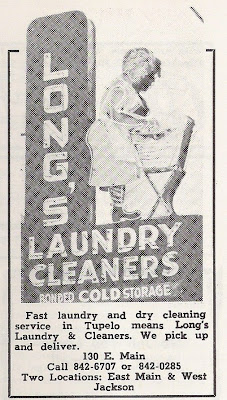 LONG'S
LAUNDRY
CLEANERS
BONDED COLD STORAGE
Fast laundry and dry cleaning
service in Tupelo means Long's
Laundry & Cleaners. We pick up
and deliver.
130 E. Main
Call 842-6707 or 842-0285
Two Locations: East Main & West
Jackson